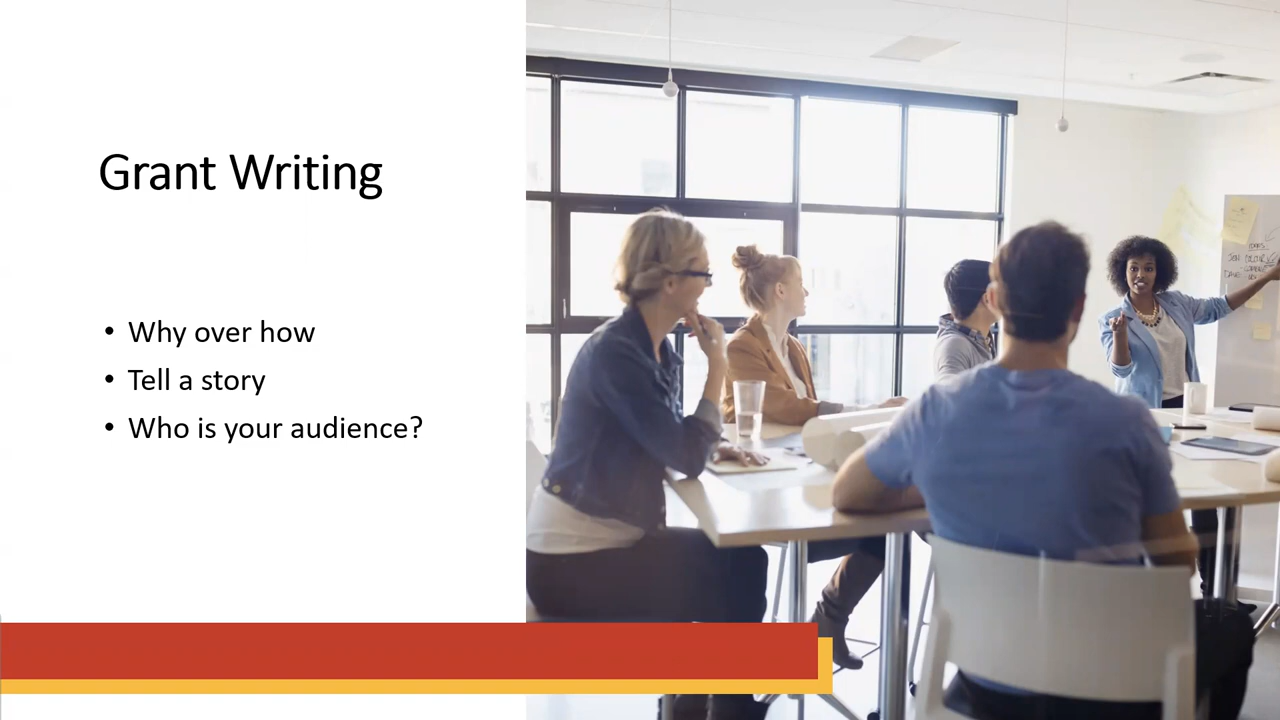 Grant Writing
• Why over how
• Tell a story
• Who is your audience?